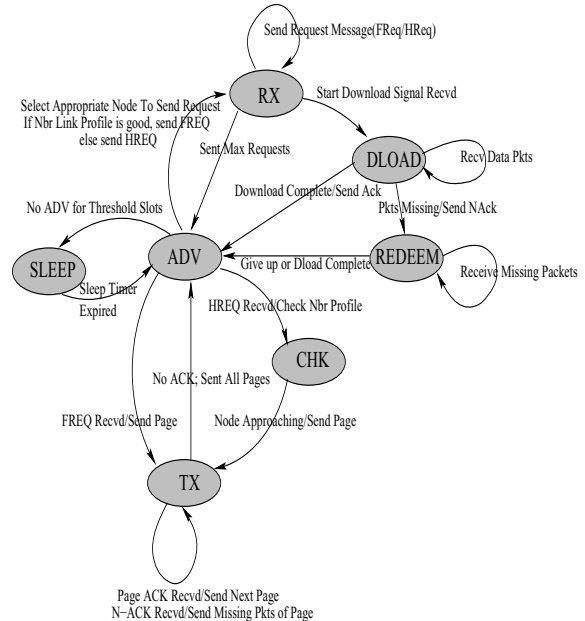 Send Request Message(FReq/HReq)
RX
Select Appropriate Node To Send Request
If Nbr Link Profile is good, send FREQ
else send HREQ
Start Download Signal Recvd
Sent Max Requests
DLOAD
Recv Data Pkts
Download Complete/Send Ack
No ADV for Threshold Slots
Pkts Missing/Send NAck
SLEEP
ADV
Give up or Dload Complete
REDEEM
Receive Missing Packets
Sleep Timer
Expired
HREQ Recvd/Check Nbr Profile
CHK
No ACK; Sent All Pages
FREQ Recvd/Send Page
Node Approaching/Send Page
TX
Page ACK Recvd/Send Next Page
N-ACK Recvd/Send Missing Pkts of Page